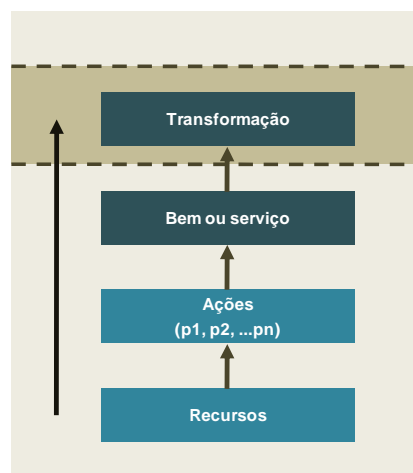 Transformação
Bem ou serviço
Ações
(p1, p2, ...pn)
Recursos